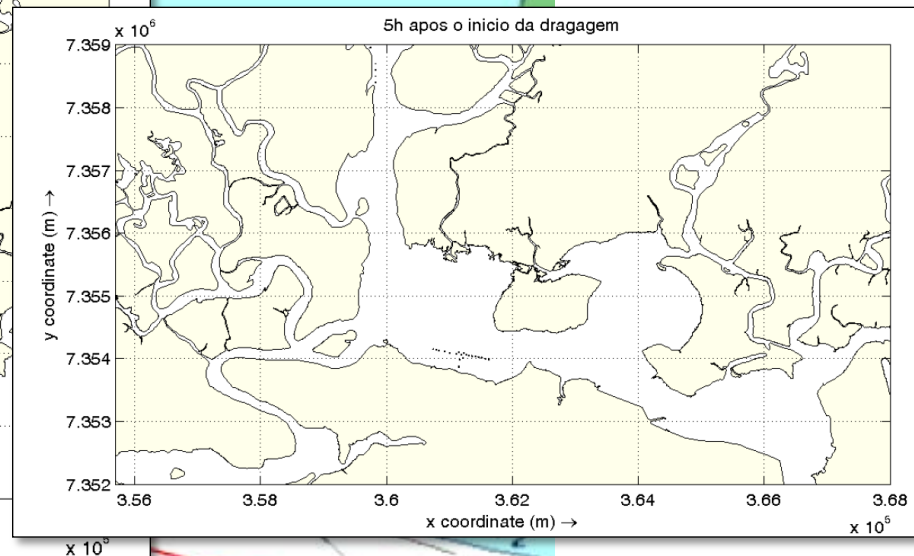 5h apos o inicio da dragagem
x 10⁶
7.359
7.358
7.357
7.356
7.355
7.354
7.353
7.352
y coordinate (m) →
3.56 3.58 3.6 3.62 3.64 3.66 3.68
x coordinate (m) →
x 10⁵
x 10⁵